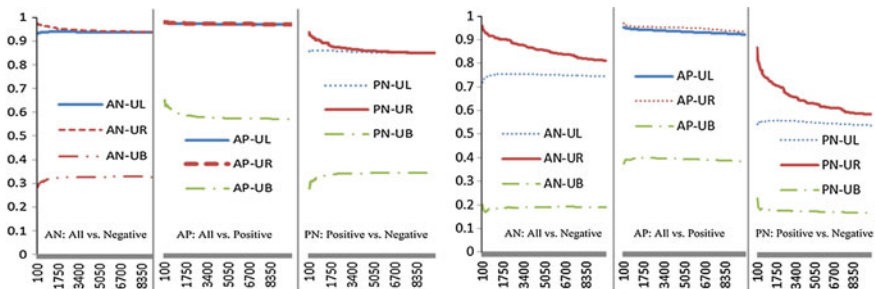 1
0.9
0.8
0.7
0.6
0.5
0.4
0.3
0.2
0.1
0
AN-UL
AN-UR
AN-UB
AN: All vs. Negative
100
1750
3400
5050
6700
8350
AP-UL
AP-UR
AP-UB
AP: All vs. Positive
100
1750
3400
5050
6700
8350
PN-UL
PN-UR
PN-UB
PN: Positive vs. Negative
100
1750
3400
5050
6700
8350
1
0.9
0.8
0.7
0.6
0.5
0.4
0.3
0.2
0.1
0
AN-UL
AN-UR
AN-UB
AN: All vs. Negative
100
1750
3400
5050
6700
8350
AP-UL
AP-UR
AP-UB
AP: All vs. Positive
100
1750
3400
5050
6700
8350
PN-UL
PN-UR
PN-UB
PN: Positive vs. Negative
100
1750
3400
5050
6700
8350